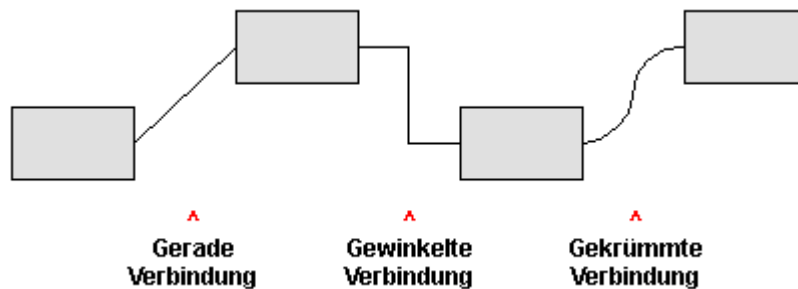 ^ ^ ^
Gerade Gewinkelte Gekrümmte
Verbindung Verbindung Verbindung